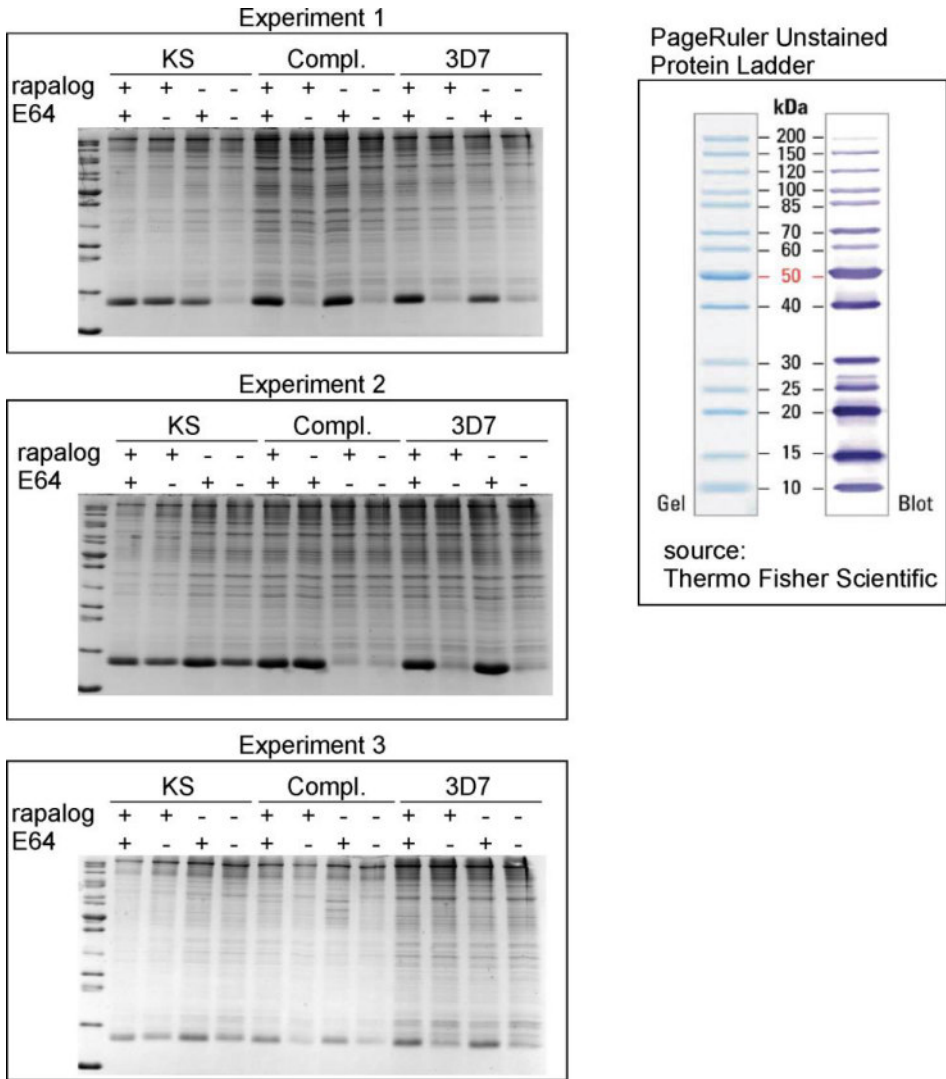 Experiment 1
KS Compl. 3D7
rapalog + + - - + + - - + + - -
E64 + - + - + - + - + - + -
Experiment 2
KS Compl. 3D7
rapalog + + - - + + - - + + - -
E64 + - + - + + - - + - + -
Experiment 3
KS Compl. 3D7
rapalog + + - - + + - - + + - -
E64 + - + - + - + - + - + -
PageRuler Unstained
Protein Ladder
kDa
200
150
120
100
85
70
60
50
40
30
25
20
15
10
Gel Blot
source:
Thermo Fisher Scientific